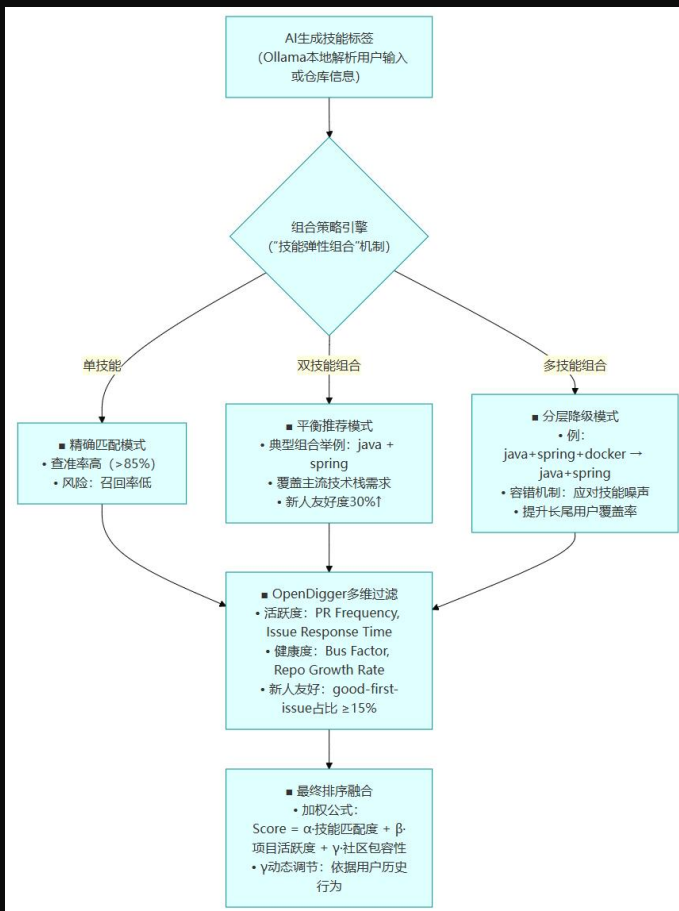 AI生成技能标签
（Ollama本地解析用户输入
或仓库信息）
组合策略引擎
（“技能弹性组合”机制）
单技能
双技能组合
多技能组合
■ 精确匹配模式
• 查准率高（>85%）
• 风险：召回率低
■ 平衡推荐模式
• 典型组合举例：java +
spring
• 覆盖主流技术栈需求
• 新人友好度30%↑
■ 分层降级模式
• 例：
java+spring+docker →
java+spring
• 容错机制：应对技能噪声
• 提升长尾用户覆盖率
■ OpenDigger多维过滤
• 活跃度：PR Frequency,
Issue Response Time
• 健康度：Bus Factor,
Repo Growth Rate
• 新人友好：good-first-
issue占比 ≥15%
■ 最终排序融合
• 加权公式：
Score = α·技能匹配度 + β·
项目活跃度 + γ·社区包容性
• γ动态调节：依据用户历史
行为